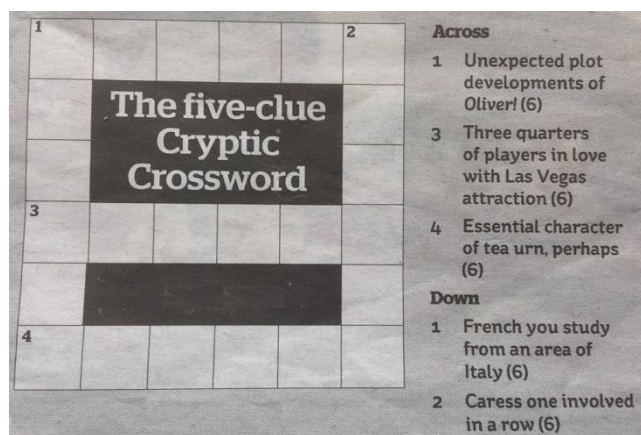 1
2
The five-clue
Cryptic
Crossword
3
4
Across
1 Unexpected plot
developments of
Oliver! (6)
3 Three quarters
of players in love
with Las Vegas
attraction (6)
4 Essential character
of tea urn, perhaps
(6)
Down
1 French you study
from an area of
Italy (6)
2 Caress one involved
in a row (6)